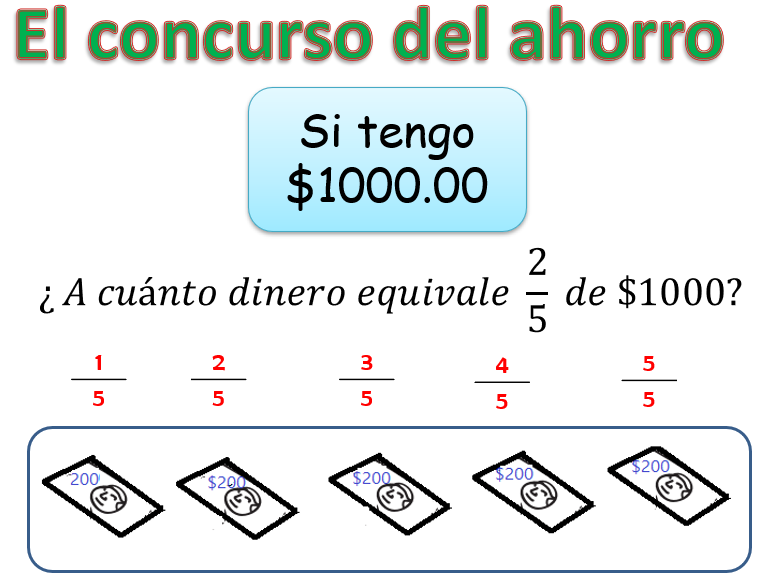 El concurso del ahorro
Si tengo
$1000.00
¿ A cuánto dinero equivale 2/5 de $1000?
1/5 2/5 3/5 4/5 5/5
200 $200 $200 $200 $200